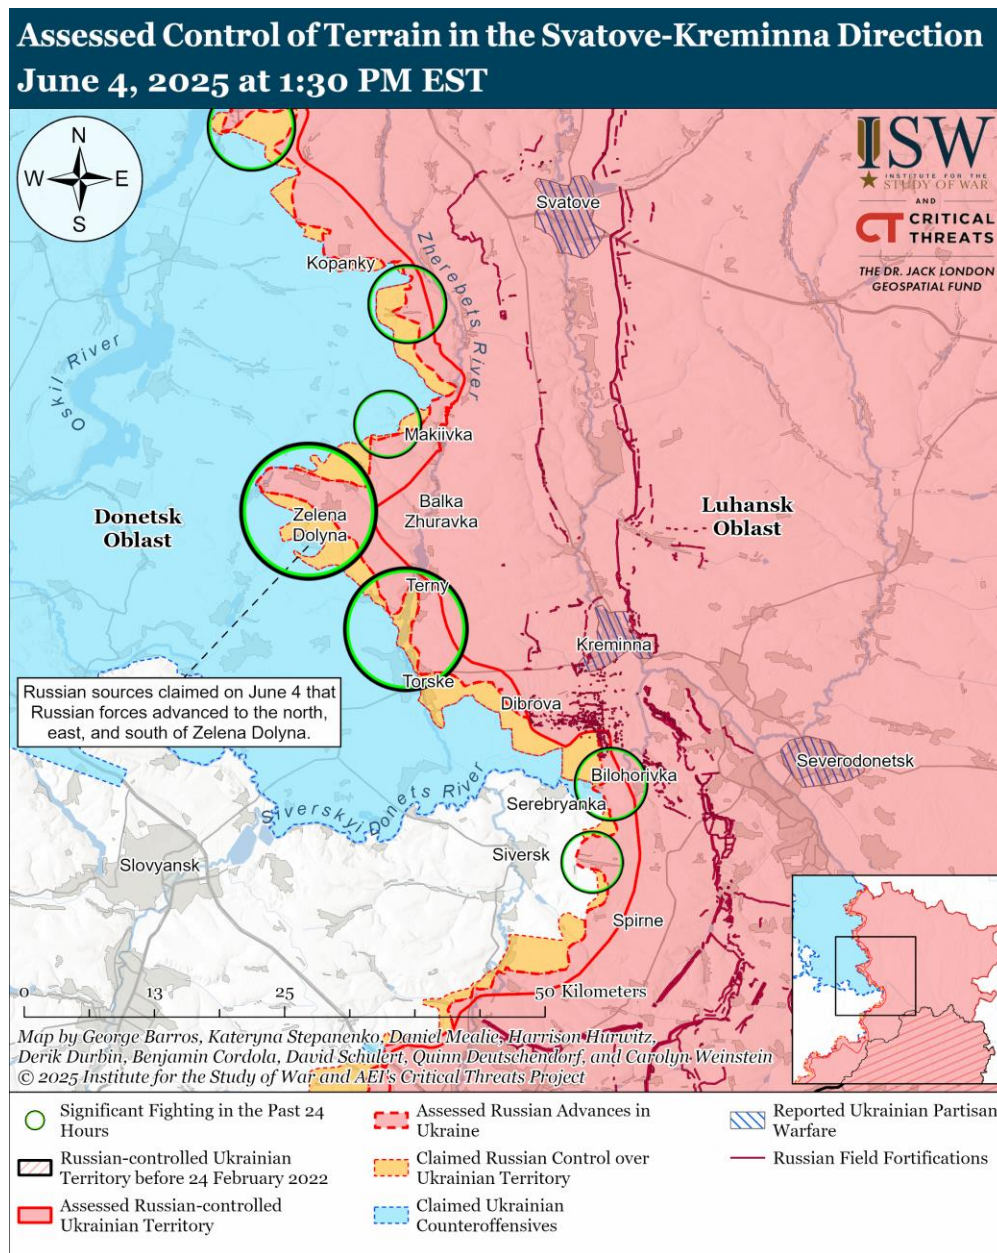 Assessed Control of Terrain in the Svatove-Kreminna Direction
June 4, 2025 at 1:30 PM EST
N
W
E
S
ISW
INSTITUTE FOR THE
STUDY OF WAR
AND
CT CRITICAL
THREATS
THE DR. JACK LONDON
GEOSPATIAL FUND
Svatove
Kopanky
Zherebets River
Oskil River
Makiivka
Balka
Zhuravka
Luhansk
Oblast
Donetsk
Oblast
Zelena
Dolyna
Terny
Kreminna
Torske
Dibrova
Russian sources claimed on June 4 that
Russian forces advanced to the north,
east, and south of Zelena Dolyna.
Bilohorivka
Severodonetsk
Serebryanka
Siverskyi Donets River
Siversk
Slovyansk
Spirne
0
13
25
50 Kilometers
Map by George Barros, Kateryna Stepanenko, Daniel Mealie, Harrison Hurwitz,
Derik Durbin, Benjamin Cordola, David Schulert, Quinn Deutschendorf, and Carolyn Weinstein
© 2025 Institute for the Study of War and AEI's Critical Threats Project
Significant Fighting in the Past 24
Hours
Russian-controlled Ukrainian
Territory before 24 February 2022
Assessed Russian-controlled
Ukrainian Territory
Assessed Russian Advances in
Ukraine
Claimed Russian Control over
Ukrainian Territory
Claimed Ukrainian
Counteroffensives
Reported Ukrainian Partisan
Warfare
Russian Field Fortifications